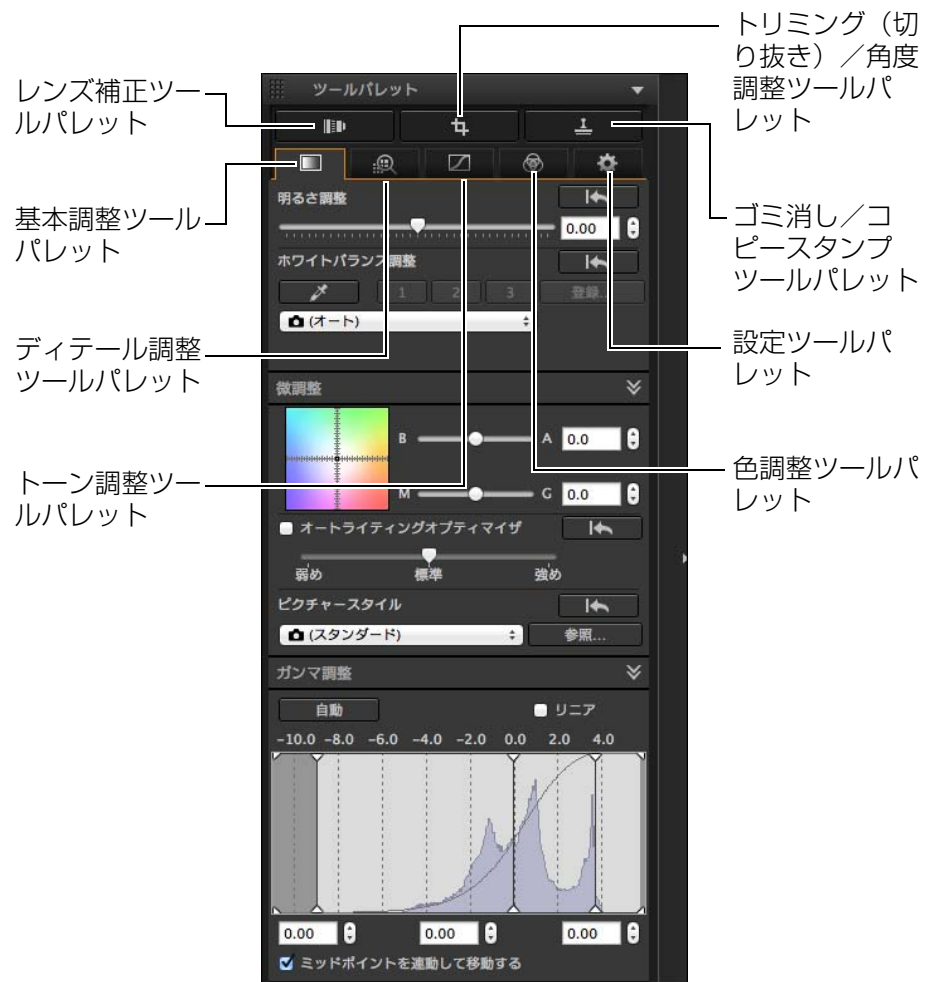 トリミング（切
り抜き）／角度
調整ツールパ
レット
レンズ補正ツー
ルパレット
基本調整ツール
パレット
ディテール調整
ツールパレット
トーン調整ツー
ルパレット
ゴミ消し／コ
ピースタンプ
ツールパレット
設定ツールパ
レット
色調整ツールパ
レット
ツールパレット
明るさ調整
0.00
ホワイトバランス調整
1 2 3 登録...
(オート)
微調整
B A 0.0
M G 0.0
オートライティングオプティマイザ
弱め 標準 強め
ピクチャースタイル
(スタンダード) 参照...
ガンマ調整
自動 リニア
-10.0 -8.0 -6.0 -4.0 -2.0 0.0 2.0 4.0
0.00 0.00 0.00
ミッドポイントを連動して移動する